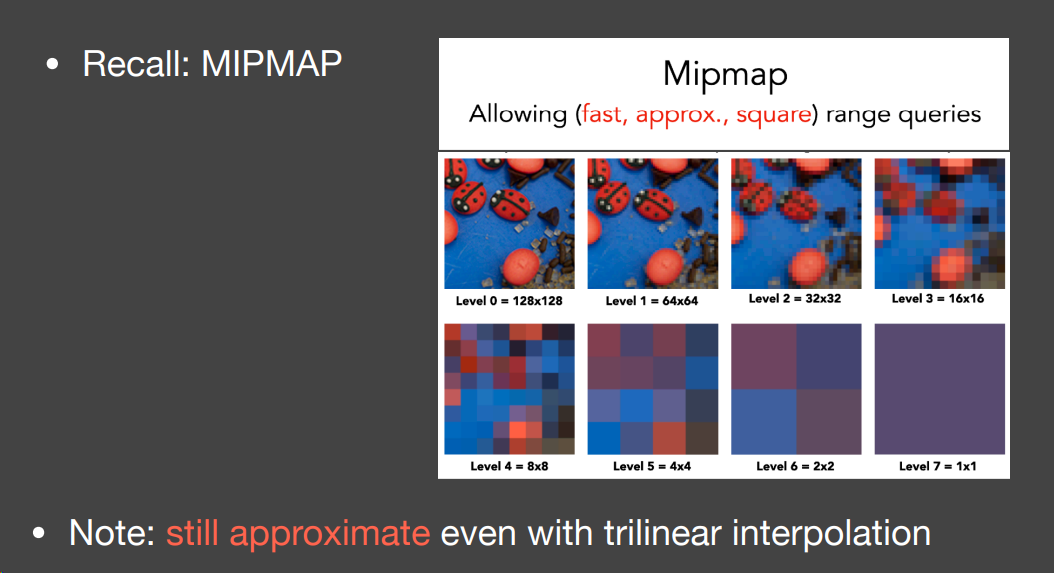 • Recall: MIPMAP
Mipmap
Allowing (fast, approx., square) range queries
Level 0 = 128x128
Level 1 = 64x64
Level 2 = 32x32
Level 3 = 16x16
Level 4 = 8x8
Level 5 = 4x4
Level 6 = 2x2
Level 7 = 1x1
• Note: still approximate even with trilinear interpolation